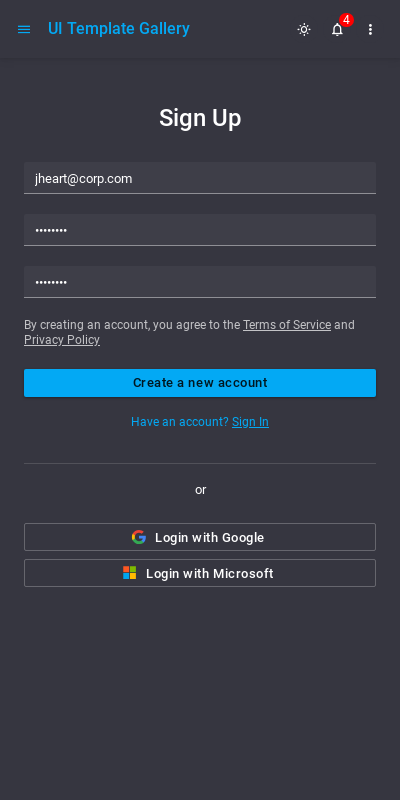 UI Template Gallery
4
Sign Up
jheart@corp.com
••••••••
••••••••
By creating an account, you agree to the Terms of Service and
Privacy Policy
Create a new account
Have an account? Sign In
or
Login with Google
Login with Microsoft